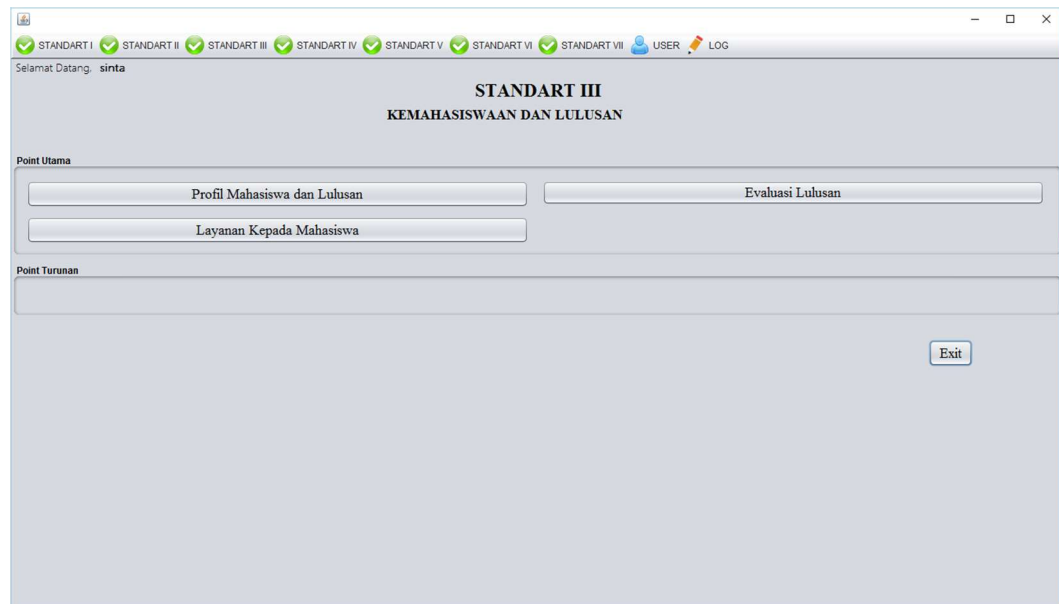 STANDART I STANDART II STANDART III STANDART IV STANDART V STANDART VI STANDART VII USER LOG
Selamat Datang, sinta
STANDART III
KEMAHASISWAAN DAN LULUSAN
Point Utama
Profil Mahasiswa dan Lulusan Evaluasi Lulusan
Layanan Kepada Mahasiswa
Point Turunan
Exit